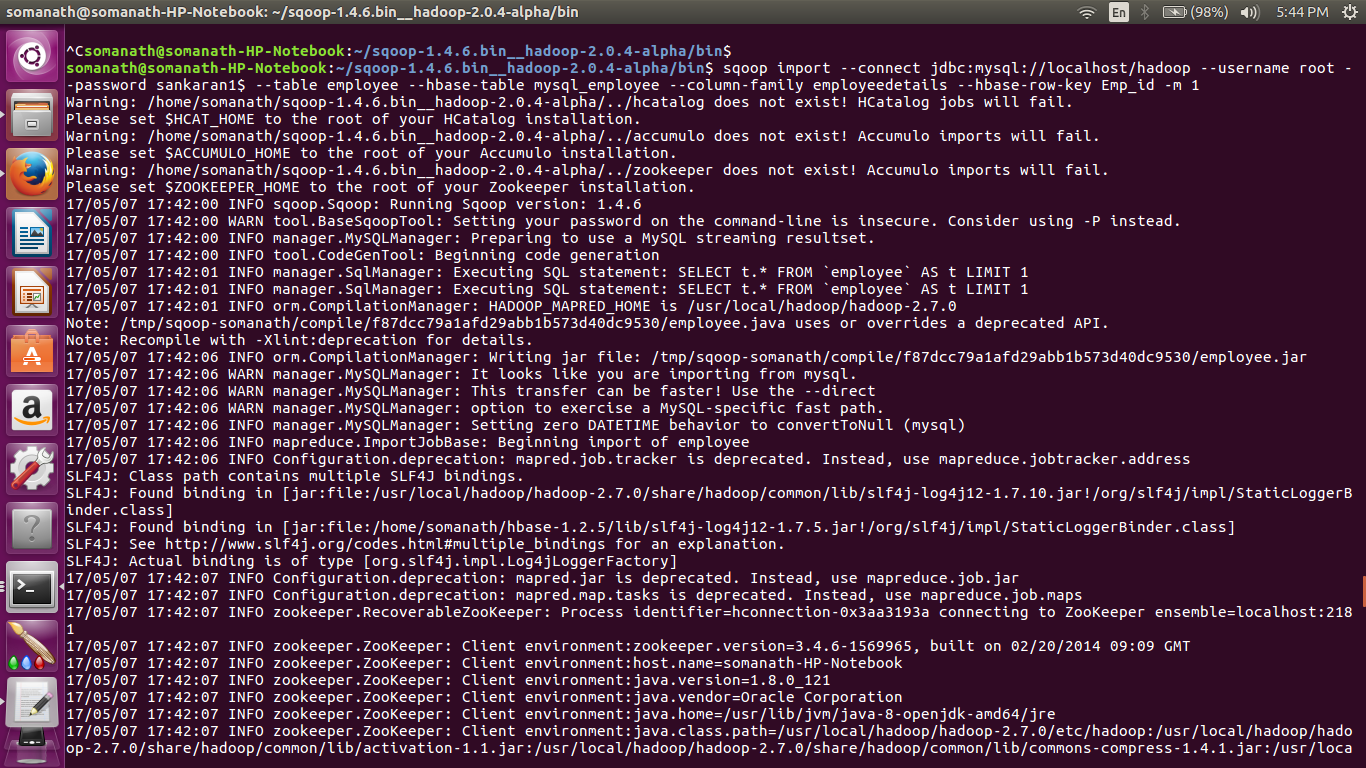 somanath@somanath-HP-Notebook: ~/sqoop-1.4.6.bin__hadoop-2.0.4-alpha/bin
En
(98%)
5:44 PM
^Csomanath@somanath-HP-Notebook:~/sqoop-1.4.6.bin__hadoop-2.0.4-alpha/bin$
somanath@somanath-HP-Notebook:~/sqoop-1.4.6.bin__hadoop-2.0.4-alpha/bin$ sqoop import --connect jdbc:mysql://localhost/hadoop --username root -
-password sankaran1$ --table employee --hbase-table mysql_employee --column-family employeedetails --hbase-row-key Emp_id -m 1
Warning: /home/somanath/sqoop-1.4.6.bin__hadoop-2.0.4-alpha/../hcatalog does not exist! HCatalog jobs will fail.
Please set $HCAT_HOME to the root of your HCatalog installation.
Warning: /home/somanath/sqoop-1.4.6.bin__hadoop-2.0.4-alpha/../accumulo does not exist! Accumulo imports will fail.
Please set $ACCUMULO_HOME to the root of your Accumulo installation.
Warning: /home/somanath/sqoop-1.4.6.bin__hadoop-2.0.4-alpha/../zookeeper does not exist! Accumulo imports will fail.
Please set $ZOOKEEPER_HOME to the root of your Zookeeper installation.
17/05/07 17:42:00 INFO sqoop.Sqoop: Running Sqoop version: 1.4.6
17/05/07 17:42:00 WARN tool.BaseSqoopTool: Setting your password on the command-line is insecure. Consider using -P instead.
17/05/07 17:42:00 INFO manager.MySQLManager: Preparing to use a MySQL streaming resultset.
17/05/07 17:42:00 INFO tool.CodeGenTool: Beginning code generation
17/05/07 17:42:01 INFO manager.SqlManager: Executing SQL statement: SELECT t.* FROM `employee` AS t LIMIT 1
17/05/07 17:42:01 INFO manager.SqlManager: Executing SQL statement: SELECT t.* FROM `employee` AS t LIMIT 1
17/05/07 17:42:01 INFO orm.CompilationManager: HADOOP_MAPRED_HOME is /usr/local/hadoop/hadoop-2.7.0
Note: /tmp/sqoop-somanath/compile/f87dcc79a1afd29abb1b573d40dc9530/employee.java uses or overrides a deprecated API.
Note: Recompile with -Xlint:deprecation for details.
17/05/07 17:42:06 INFO orm.CompilationManager: Writing jar file: /tmp/sqoop-somanath/compile/f87dcc79a1afd29abb1b573d40dc9530/employee.jar
17/05/07 17:42:06 WARN manager.MySQLManager: It looks like you are importing from mysql.
17/05/07 17:42:06 WARN manager.MySQLManager: This transfer can be faster! Use the --direct
17/05/07 17:42:06 WARN manager.MySQLManager: option to exercise a MySQL-specific fast path.
17/05/07 17:42:06 INFO manager.MySQLManager: Setting zero DATETIME behavior to convertToNull (mysql)
17/05/07 17:42:06 INFO mapreduce.ImportJobBase: Beginning import of employee
17/05/07 17:42:06 INFO Configuration.deprecation: mapred.job.tracker is deprecated. Instead, use mapreduce.jobtracker.address
SLF4J: Class path contains multiple SLF4J bindings.
SLF4J: Found binding in [jar:file:/usr/local/hadoop/hadoop-2.7.0/share/hadoop/common/lib/slf4j-log4j12-1.7.10.jar!/org/slf4j/impl/StaticLoggerB
inder.class]
SLF4J: Found binding in [jar:file:/home/somanath/hbase-1.2.5/lib/slf4j-log4j12-1.7.5.jar!/org/slf4j/impl/StaticLoggerBinder.class]
SLF4J: See http://www.slf4j.org/codes.html#multiple_bindings for an explanation.
SLF4J: Actual binding is of type [org.slf4j.impl.Log4jLoggerFactory]
17/05/07 17:42:07 INFO Configuration.deprecation: mapred.jar is deprecated. Instead, use mapreduce.job.jar
17/05/07 17:42:07 INFO Configuration.deprecation: mapred.map.tasks is deprecated. Instead, use mapreduce.job.maps
17/05/07 17:42:07 INFO zookeeper.RecoverableZooKeeper: Process identifier=hconnection-0x3aa3193a connecting to ZooKeeper ensemble=localhost:218
1
17/05/07 17:42:07 INFO zookeeper.ZooKeeper: Client environment:zookeeper.version=3.4.6-1569965, built on 02/20/2014 09:09 GMT
17/05/07 17:42:07 INFO zookeeper.ZooKeeper: Client environment:host.name=somanath-HP-Notebook
17/05/07 17:42:07 INFO zookeeper.ZooKeeper: Client environment:java.version=1.8.0_121
17/05/07 17:42:07 INFO zookeeper.ZooKeeper: Client environment:java.vendor=Oracle Corporation
17/05/07 17:42:07 INFO zookeeper.ZooKeeper: Client environment:java.home=/usr/lib/jvm/java-8-openjdk-amd64/jre
17/05/07 17:42:07 INFO zookeeper.ZooKeeper: Client environment:java.class.path=/usr/local/hadoop/hadoop-2.7.0/etc/hadoop:/usr/local/hadoop/hado
op-2.7.0/share/hadoop/common/lib/activation-1.1.jar:/usr/local/hadoop/hadoop-2.7.0/share/hadoop/common/lib/commons-compress-1.4.1.jar:/usr/loca